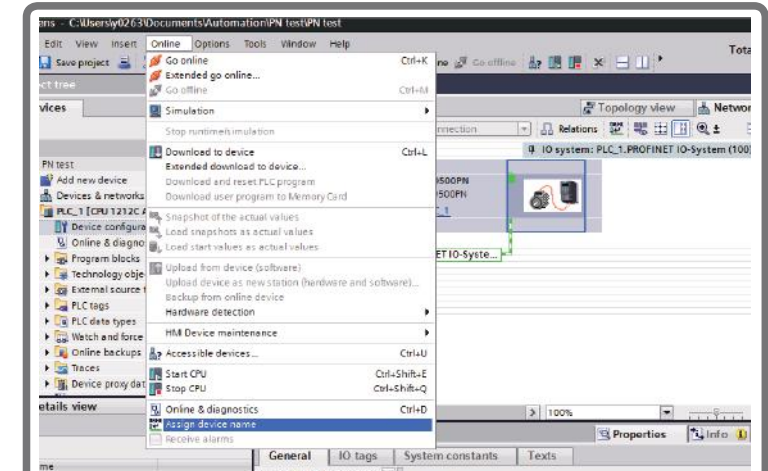 ens - C:\Users\y0263\Documents\Automation\PN test\PN test
Edit View Insert Online Options Tools Window Help
Save project
Go online Ctrl+K
Extended go online...
Go offline Ctrl+M
ne Go offline
Tota
ct tree
vices
Simulation
Stop runtime/simulation
Download to device Ctrl+L
Extended download to device...
Download and reset PLC program
Download user program to Memory Card
Snapshot of the actual values
Load snapshots as actual values
Load start values as actual values
Upload from device (software)
Upload device as new station (hardware and software)...
Backup from online device
Hardware detection
HMI Device maintenance
Accessible devices... Ctrl+U
Start CPU Ctrl+Shift+E
Stop CPU Ctrl+Shift+Q
Online & diagnostics Ctrl+D
Assign device name
Receive alarms
PN test
Add new device
Devices & networks
PLC_1 [CPU 1212C A
Device configura
Online & diagno
Program blocks
Technology obje
External source f
PLC tags
PLC data types
Watch and force
Online backups
Traces
Device proxy dat
etails view
me
Topology view Networ
nnection Relations
IO system: PLC_1.PROFINET IO-System (100)
500PN
500PN
_1
ET IO-Syste...
100%
Properties Info
General IO tags System constants Texts